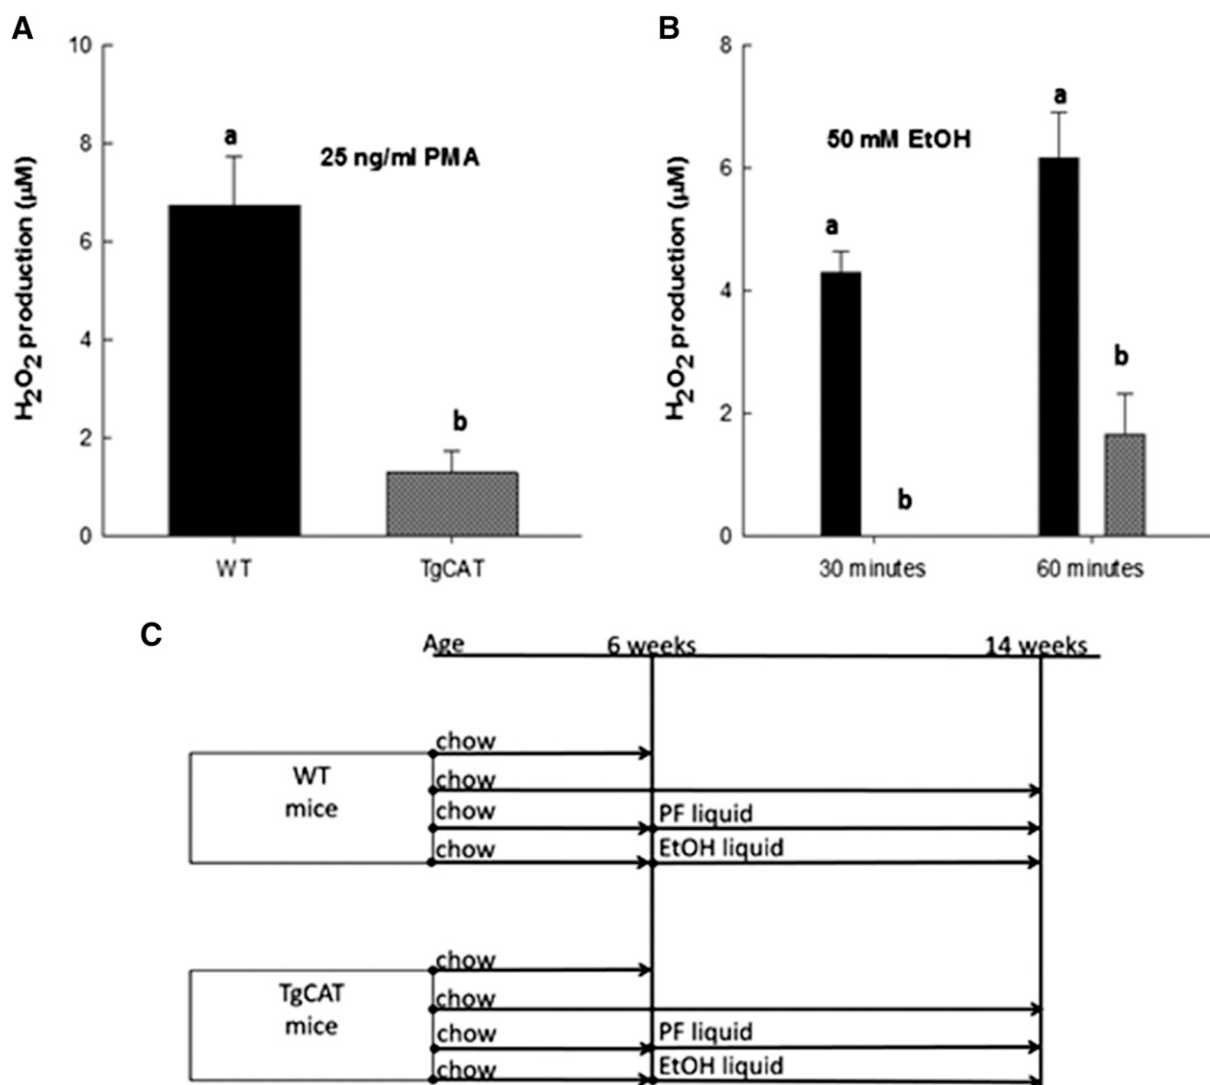 A
H₂O₂ production (μM)
10
8
6
4
2
0
a
25 ng/ml PMA
b
WT
TgCAT
B
H₂O₂ production (μM)
8
6
4
2
0
50 mM EtOH
a
b
a
b
30 minutes
60 minutes
C
Age
6 weeks
14 weeks
WT
mice
chow
chow
chow
PF liquid
chow
EtOH liquid
TgCAT
mice
chow
chow
chow
PF liquid
chow
EtOH liquid